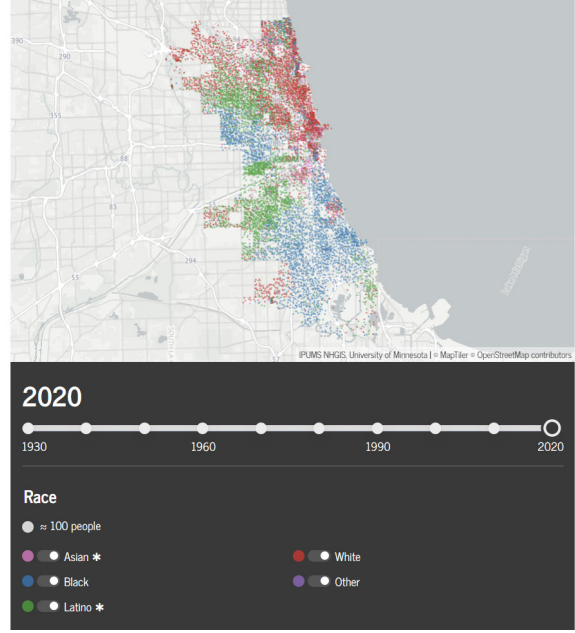 390
290
355
88
83
294
55
IPUMS NHGIS, University of Minnesota | © MapTiler © OpenStreetMap contributors
2020
1930 1960 1990 2020
Race
≈ 100 people
Asian ✱
White
Black
Other
Latino ✱